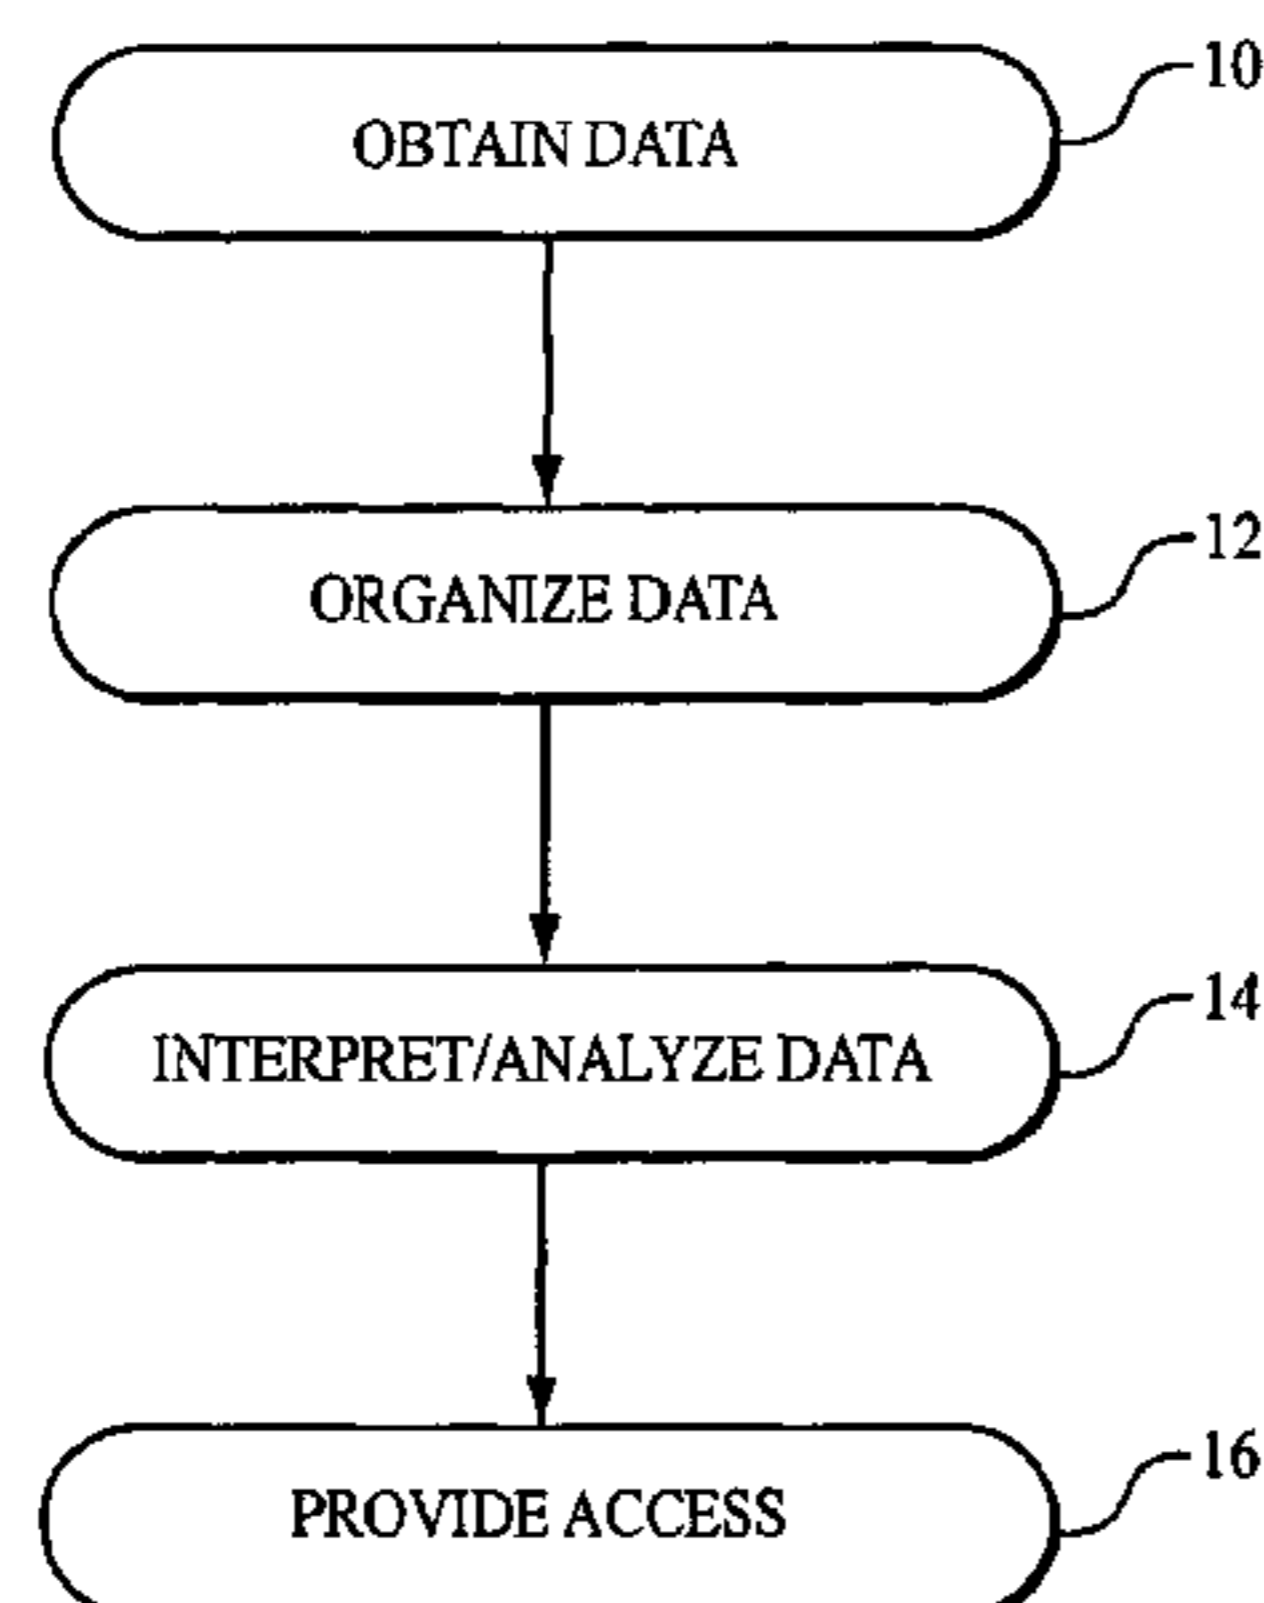 OBTAIN DATA
10
ORGANIZE DATA
12
INTERPRET/ANALYZE DATA
14
PROVIDE ACCESS
16